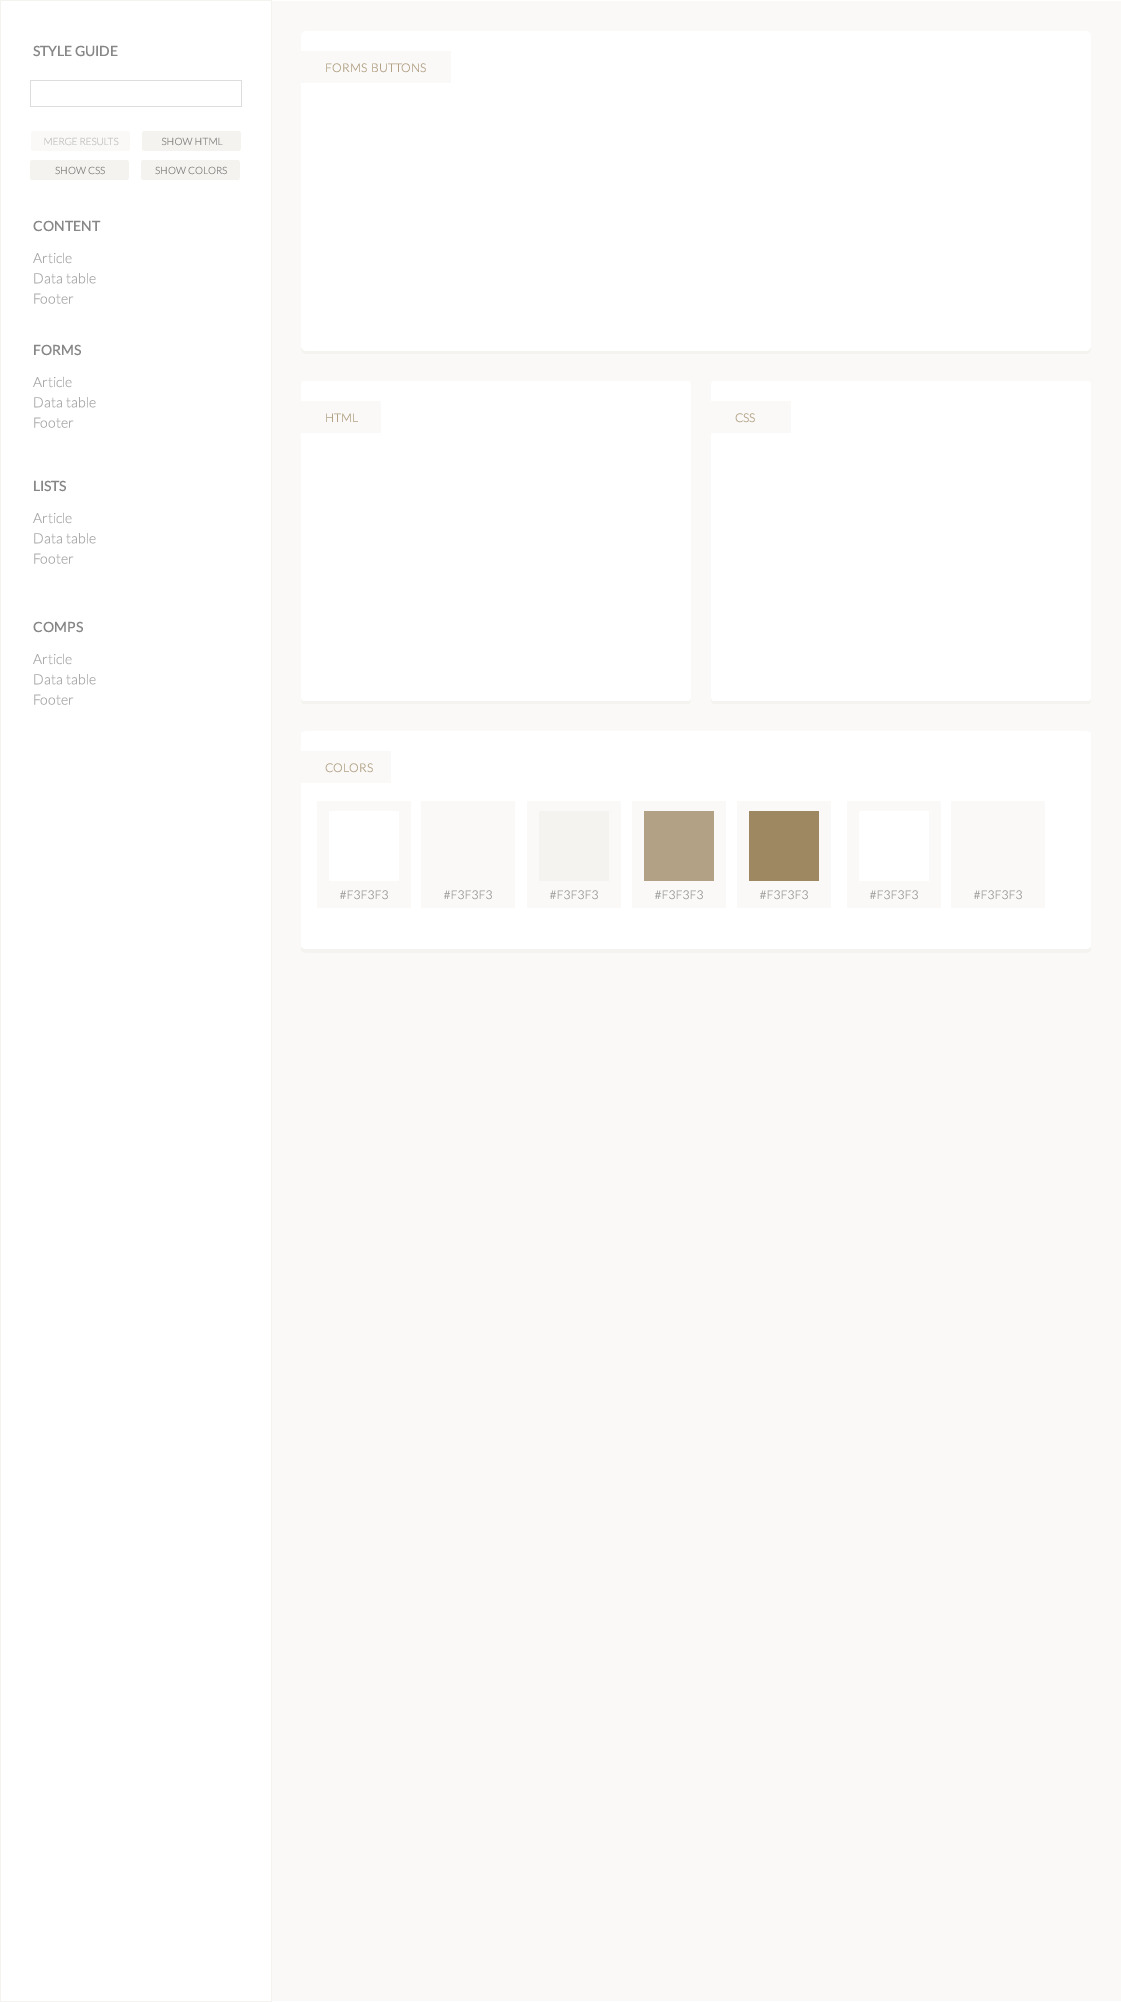 STYLE GUIDE
MERGE RESULTS
SHOW HTML
SHOW CSS
SHOW COLORS
CONTENT
Article
Data table
Footer
FORMS
Article
Data table
Footer
LISTS
Article
Data table
Footer
COMPS
Article
Data table
Footer
FORMS BUTTONS
HTML
CSS
COLORS
#F3F3F3
#F3F3F3
#F3F3F3
#F3F3F3
#F3F3F3
#F3F3F3
#F3F3F3